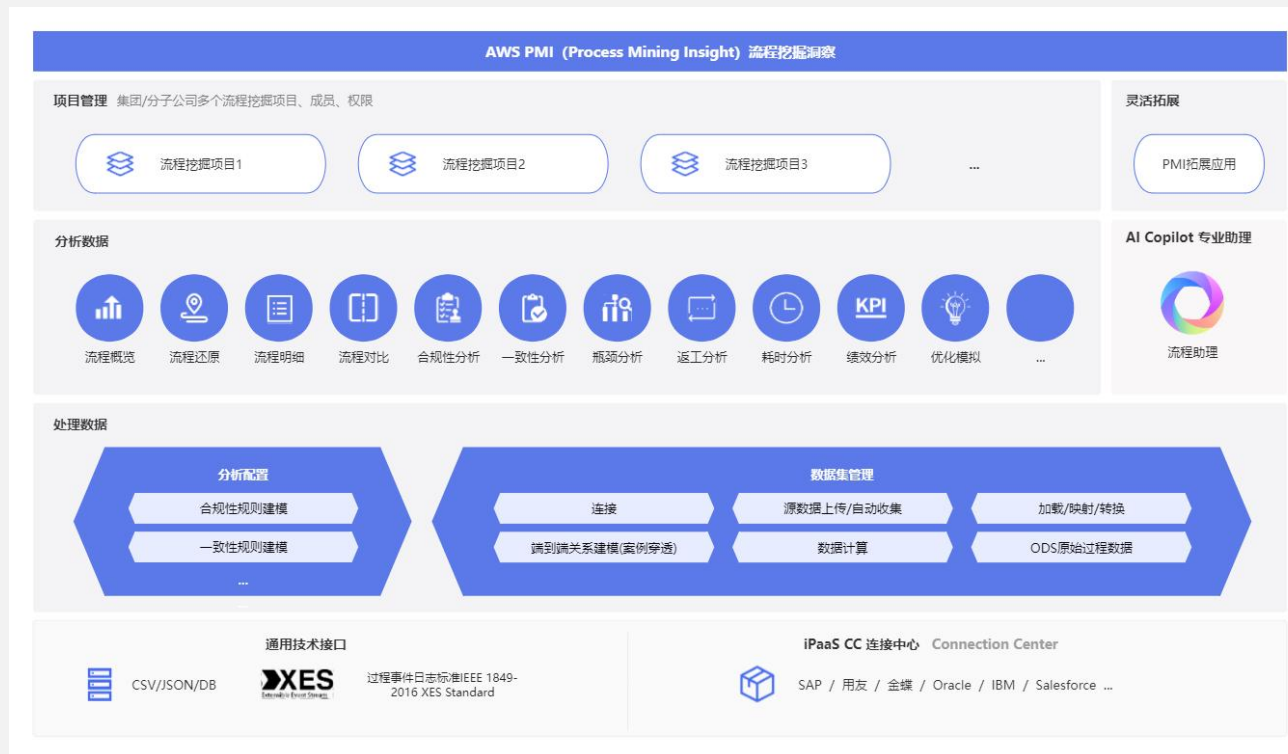 AWS PMI (Process Mining Insight) 流程挖掘洞察
项目管理 集团/分子公司多个流程挖掘项目、成员、权限
流程挖掘项目1
流程挖掘项目2
流程挖掘项目3
...
灵活拓展
PMI拓展应用
分析数据
流程概览
流程还原
流程明细
流程对比
合规性分析
一致性分析
瓶颈分析
返工分析
耗时分析
KPI
绩效分析
优化模拟
...
AI Copilot 专业助理
流程助理
处理数据
分析配置
合规性规则建模
一致性规则建模
...
数据集管理
连接
源数据上传/自动收集
加载/映射/转换
端到端关系建模(案例穿透)
数据计算
ODS原始过程数据
通用技术接口
CSV/JSON/DB
XES
Extensible Event Stream
过程事件日志标准IEEE 1849-
2016 XES Standard
iPaaS CC 连接中心 Connection Center
SAP / 用友 / 金蝶 / Oracle / IBM / Salesforce ...